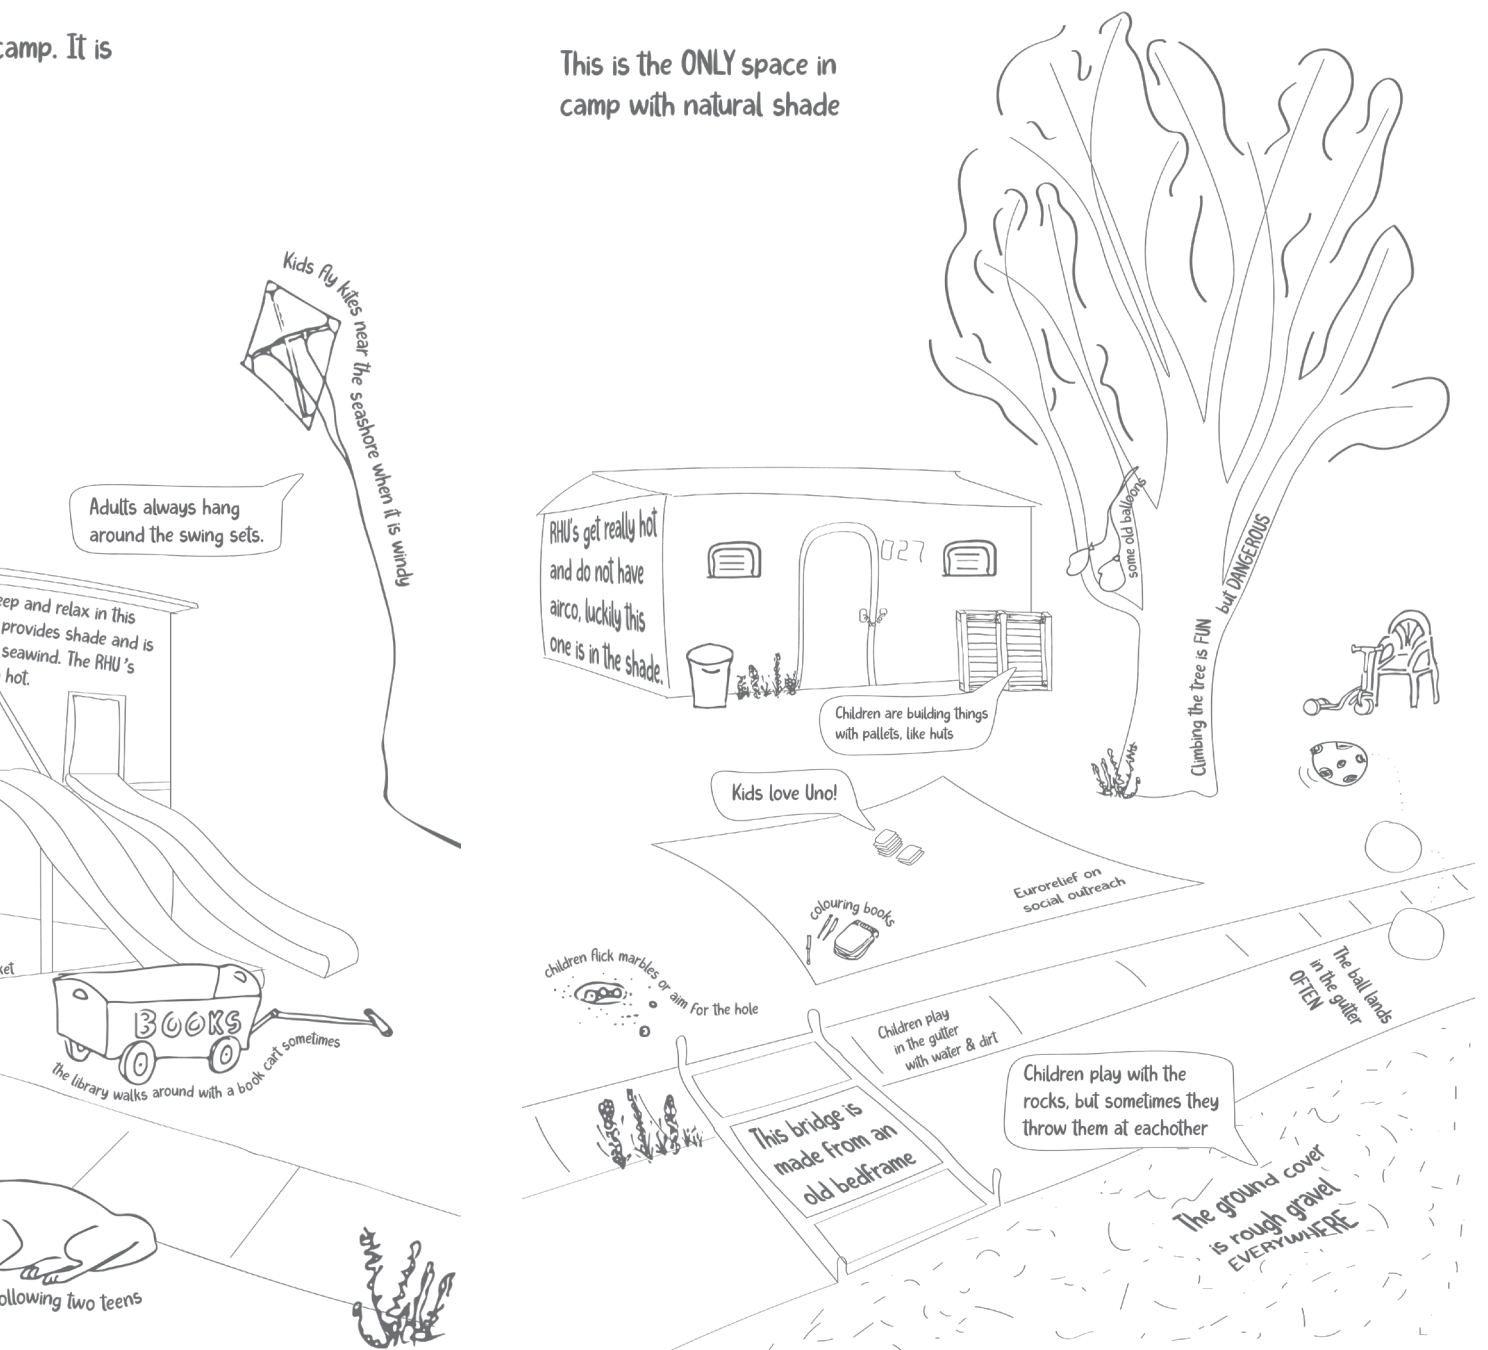 camp. It is
Kids fly kites near the seashore when it is windy
Adults always hang
around the swing sets.
eep and relax in this
provides shade and is
seawind. The RHU's
hot.
ket
BOOKS
the library walks around with a book cart sometimes
ollowing two teens
This is the ONLY space in
camp with natural shade
RHU's get really hot
and do not have
airco, luckily this
one is in the shade.
027
some old balloons
Climbing the tree is FUN but DANGEROUS
Children are building things
with pallets, like huts
Kids love Uno!
Eurorelief on
social outreach
colouring books
children flick marbles or aim for the hole
Children play
in the gutter
with water & dirt
The ball lands
in the gutter
OFTEN
This bridge is
made from an
old bedframe
Children play with the
rocks, but sometimes they
throw them at eachother
The ground cover
is rough gravel
EVERYWHERE